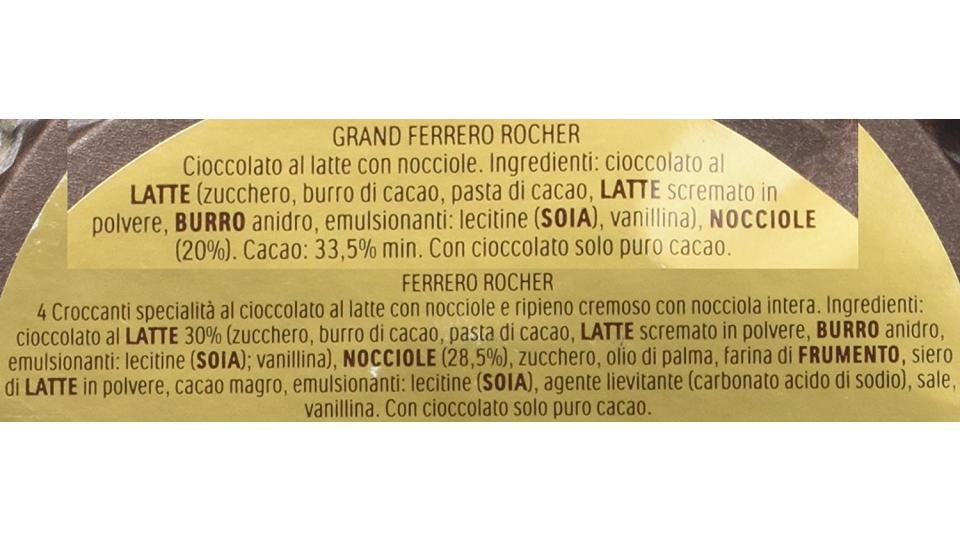 GRAND FERRERO ROCHER
Cioccolato al latte con nocciole. Ingredienti: cioccolato al
LATTE (zucchero, burro di cacao, pasta di cacao, LATTE scremato in
polvere, BURRO anidro, emulsionanti: lecitine (SOIA), vanillina), NOCCIOLE
(20%). Cacao: 33,5% min. Con cioccolato solo puro cacao.
FERRERO ROCHER
4 Croccanti specialità al cioccolato al latte con nocciole e ripieno cremoso con nocciola intera. Ingredienti:
cioccolato al LATTE 30% (zucchero, burro di cacao, pasta di cacao, LATTE scremato in polvere, BURRO anidro,
emulsionanti: lecitine (SOIA); vanillina), NOCCIOLE (28,5%), zucchero, olio di palma, farina di FRUMENTO, siero
di LATTE in polvere, cacao magro, emulsionanti: lecitine (SOIA), agente lievitante (carbonato acido di sodio), sale,
vanillina. Con cioccolato solo puro cacao.